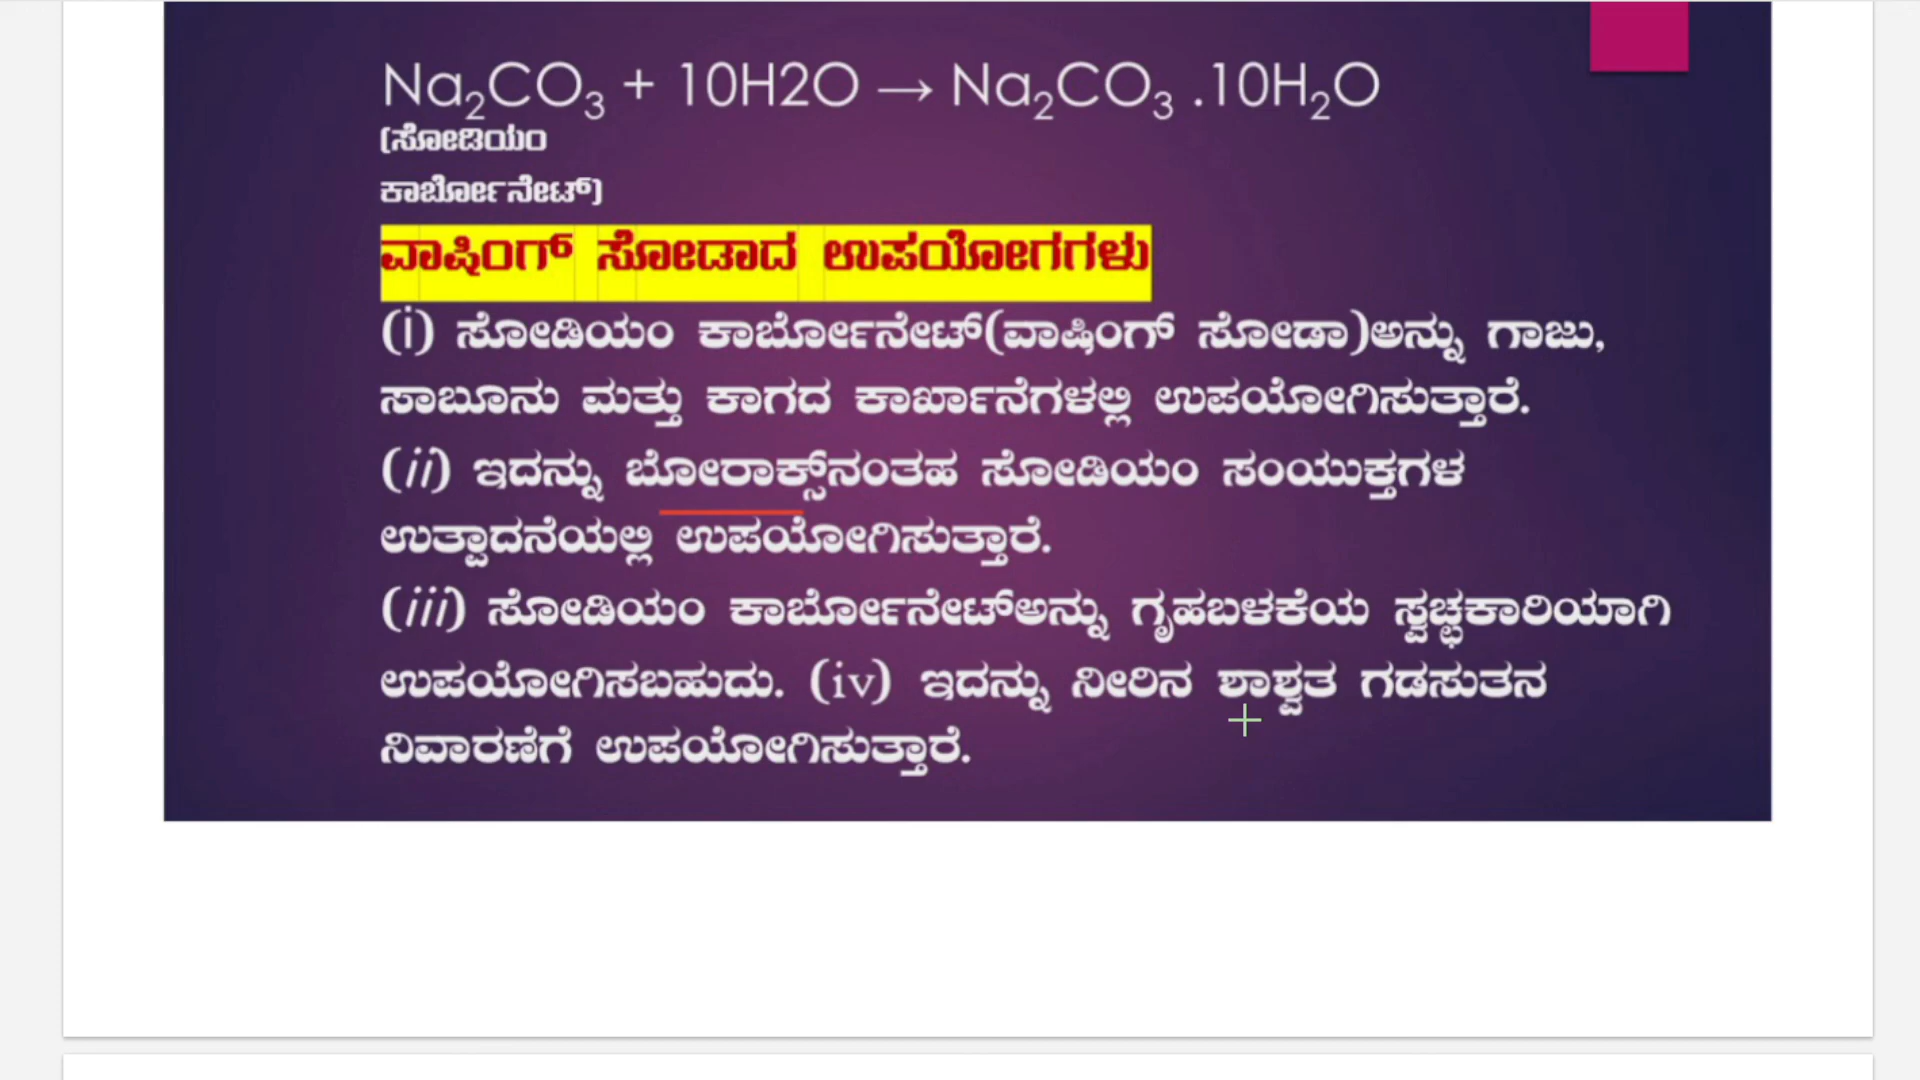 Na₂CO₃ + 10H2O → Na₂CO₃ .10H₂O
(ಸೋಡಿಯಂ
ಕಾರ್ಬೋನೇಟ್)
ವಾಷಿಂಗ್ ಸೋಡಾದ ಉಪಯೋಗಗಳು
(i) ಸೋಡಿಯಂ ಕಾರ್ಬೋನೇಟ್(ವಾಷಿಂಗ್ ಸೋಡಾ)ಅನ್ನು ಗಾಜು,
ಸಾಬೂನು ಮತ್ತು ಕಾಗದ ಕಾರ್ಖಾನೆಗಳಲ್ಲಿ ಉಪಯೋಗಿಸುತ್ತಾರೆ.
(ii) ಇದನ್ನು ಬೋರಾಕ್ಸ್‌ನಂತಹ ಸೋಡಿಯಂ ಸಂಯುಕ್ತಗಳ
ಉತ್ಪಾದನೆಯಲ್ಲಿ ಉಪಯೋಗಿಸುತ್ತಾರೆ.
(iii) ಸೋಡಿಯಂ ಕಾರ್ಬೋನೇಟ್‌ಅನ್ನು ಗೃಹಬಳಕೆಯ ಸ್ವಚ್ಛಕಾರಿಯಾಗಿ
ಉಪಯೋಗಿಸಬಹುದು. (iv) ಇದನ್ನು ನೀರಿನ ಶಾಶ್ವತ ಗಡಸುತನ
ನಿವಾರಣೆಗೆ ಉಪಯೋಗಿಸುತ್ತಾರೆ.